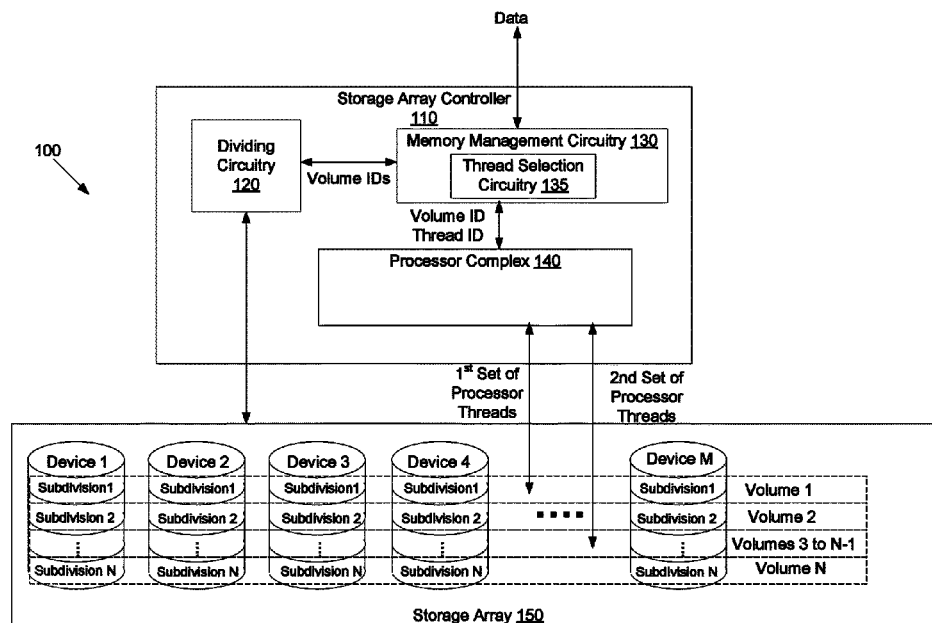 Data
Storage Array Controller
110
100
Dividing
Circuitry
120
Volume IDs
Memory Management Circuitry 130
Thread Selection
Circuitry 135
Volume ID
Thread ID
Processor Complex 140
1st Set of
Processor
Threads
2nd Set of
Processor
Threads
Device 1 Device 2 Device 3 Device 4 Device M
Subdivision1 Subdivision1 Subdivision1 Subdivision1 Subdivision1 Volume 1
Subdivision 2 Subdivision 2 Subdivision 2 Subdivision 2 Subdivision 2 Volume 2
Volumes 3 to N-1
Subdivision N Subdivision N Subdivision N Subdivision N Subdivision N Volume N
Storage Array 150